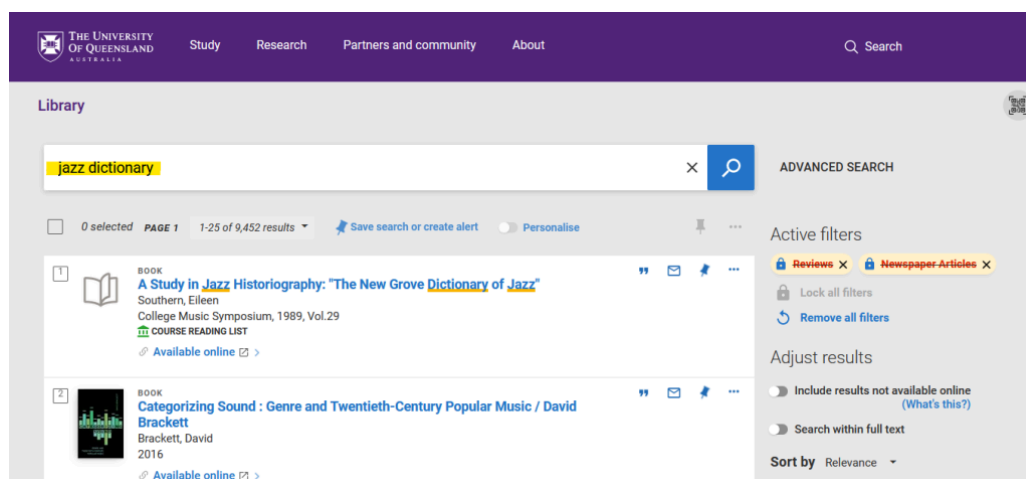 THE UNIVERSITY
OF QUEENSLAND
AUSTRALIA
Study
Research
Partners and community
About
Search
Library
jazz dictionary
ADVANCED SEARCH
0 selected PAGE 1 1-25 of 9,452 results Save search or create alert Personalise
1
BOOK
A Study in Jazz Historiography: "The New Grove Dictionary of Jazz"
Southern, Eileen
College Music Symposium, 1989, Vol.29
COURSE READING LIST
Available online
2
BOOK
Categorizing Sound : Genre and Twentieth-Century Popular Music / David
Brackett
Brackett, David
2016
Available online
Active filters
Reviews X Newspaper Articles X
Lock all filters
Remove all filters
Adjust results
Include results not available online
(What's this?)
Search within full text
Sort by Relevance